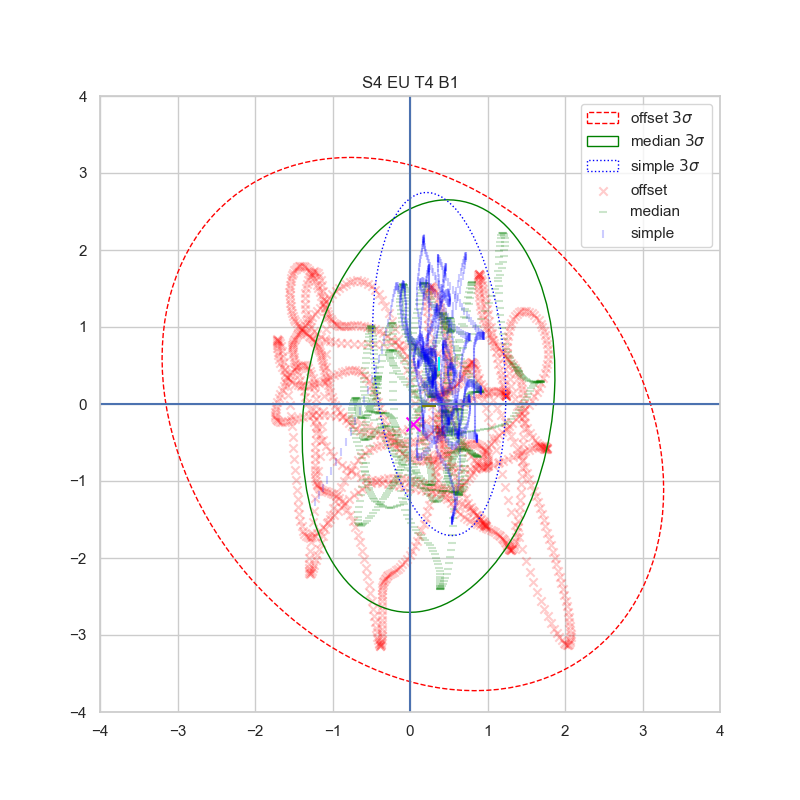 S4 EU T4 B1
offset 3σ
median 3σ
simple 3σ
offset
median
simple
4
3
2
1
0
−1
−2
−3
−4
−4 −3 −2 −1 0 1 2 3 4